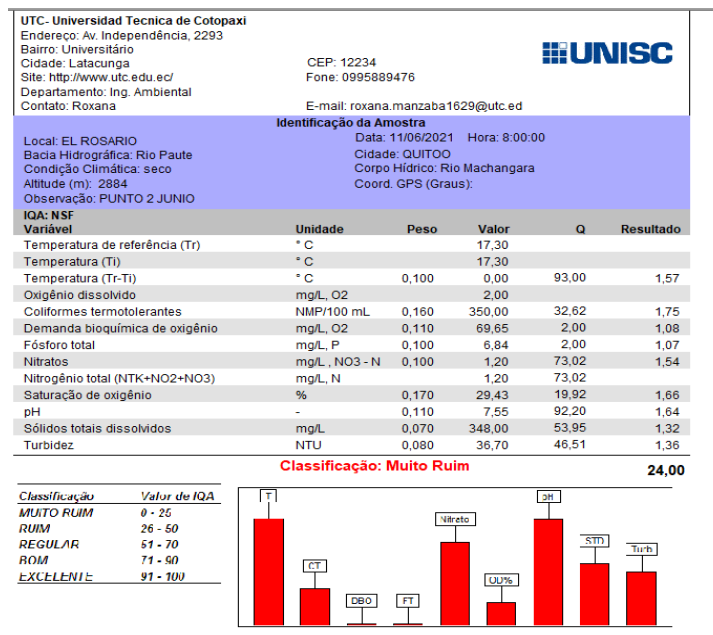 UTC- Universidad Tecnica de Cotopaxi
Endereço: Av. Independência, 2293
Bairro: Universitário
Cidade: Latacunga CEP: 12234
Site: http://www.utc.edu.ec/ Fone: 0995889476
Departamento: Ing. Ambiental
Contato: Roxana E-mail: roxana.manzaba1629@utc.ed
UNISC
Identificação da Amostra
Local: EL ROSARIO Data: 11/06/2021 Hora: 8:00:00
Bacia Hidrográfica: Rio Paute Cidade: QUITOO
Condição Climática: seco Corpo Hídrico: Rio Machangara
Altitude (m): 2884 Coord. GPS (Graus):
Observação: PUNTO 2 JUNIO
IQA: NSF
Variável Unidade Peso Valor Q Resultado
Temperatura de referência (Tr) ° C 17,30
Temperatura (Ti) ° C 17,30
Temperatura (Tr-Ti) ° C 0,100 0,00 93,00 1,57
Oxigênio dissolvido mg/L, O2 2,00
Coliformes termotolerantes NMP/100 mL 0,160 350,00 32,62 1,75
Demanda bioquímica de oxigênio mg/L, O2 0,110 69,65 2,00 1,08
Fósforo total mg/L, P 0,100 6,84 2,00 1,07
Nitratos mg/L , NO3 - N 0,100 1,20 73,02 1,54
Nitrogênio total (NTK+NO2+NO3) mg/L, N 1,20 73,02
Saturação de oxigênio % 0,170 29,43 19,92 1,66
pH - 0,110 7,55 92,20 1,64
Sólidos totais dissolvidos mg/L 0,070 348,00 53,95 1,32
Turbidez NTU 0,080 36,70 46,51 1,36
Classificação: Muito Ruim 24,00
Classificação Valor de IQA
MUITO RUIM 0 - 25
RUIM 26 - 50
REGULAR 51 - 70
BOM 71 - 90
EXCELENTE 91 - 100
T
CT
DBO
FT
Nitrato
OD%
pH
STD
Turb